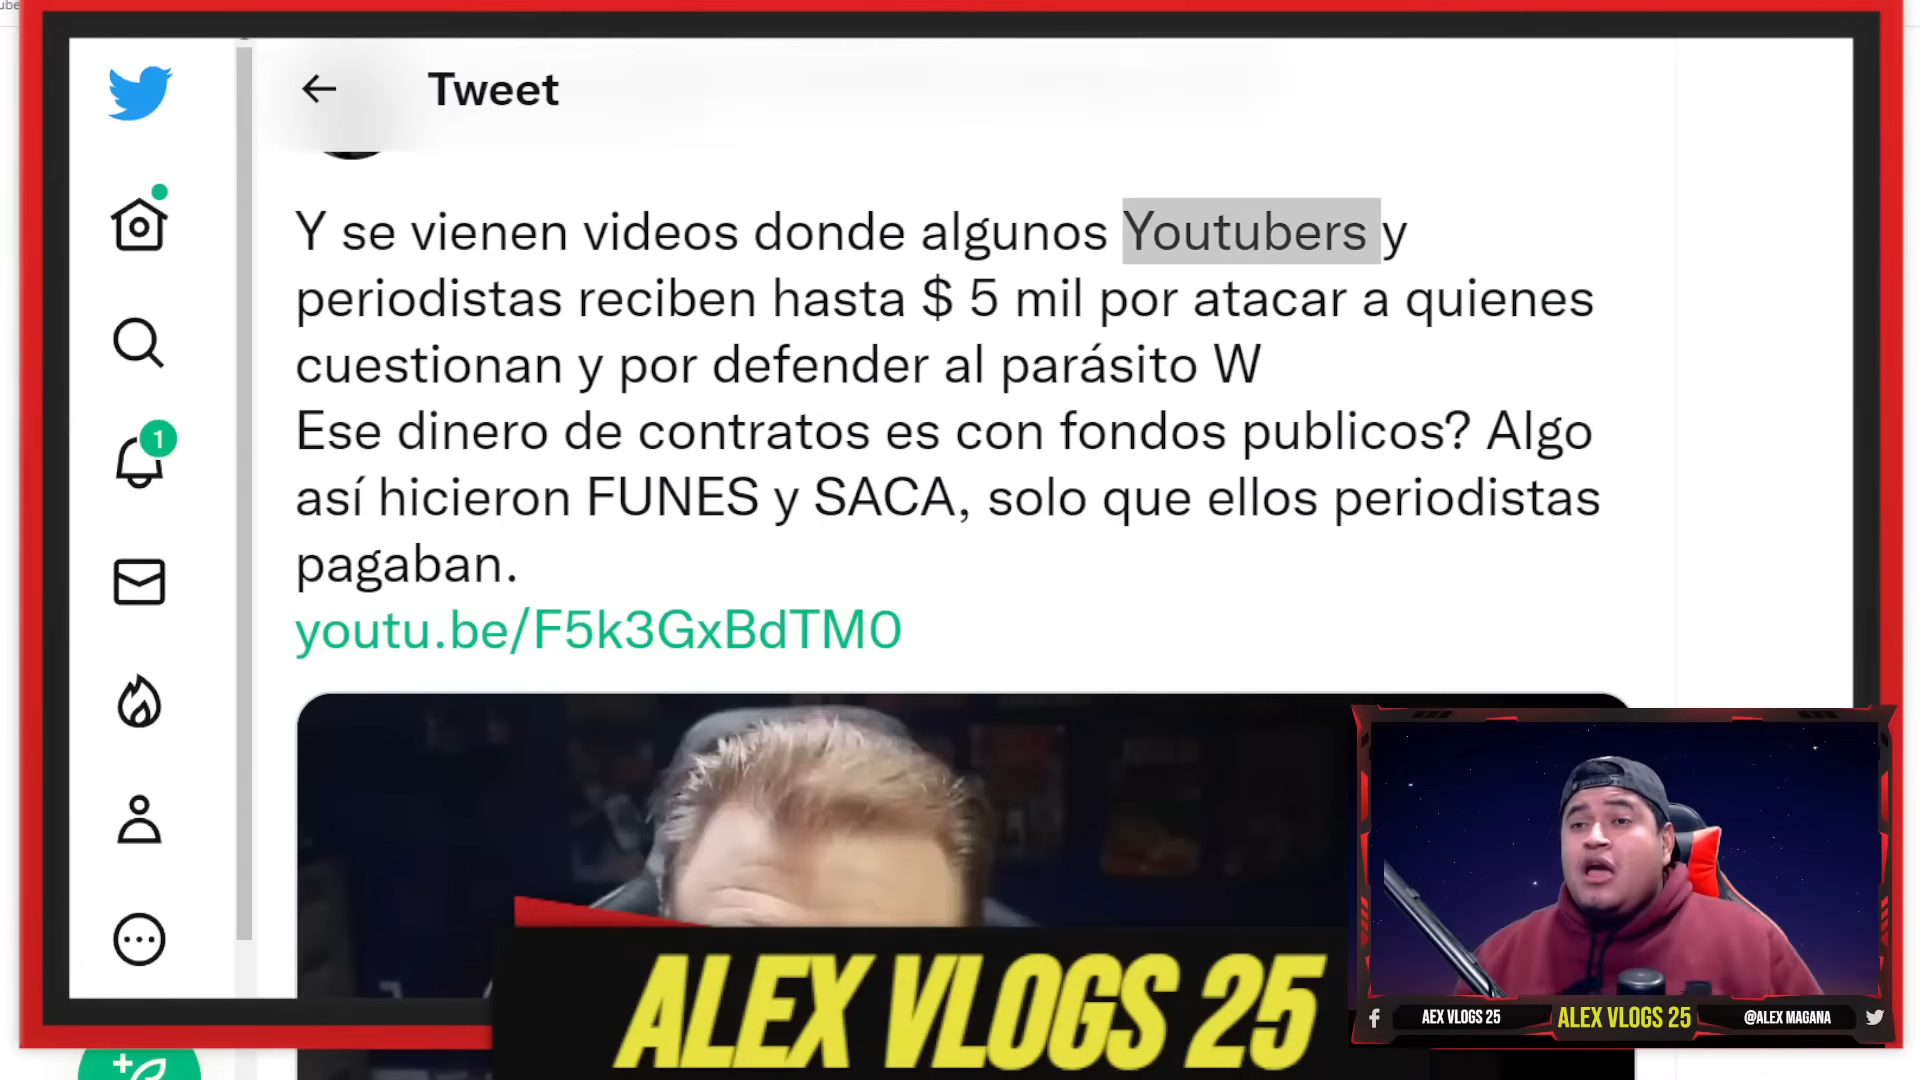 Tweet
Y se vienen videos donde algunos Youtubers y
periodistas reciben hasta $ 5 mil por atacar a quienes
cuestionan y por defender al parásito W
Ese dinero de contratos es con fondos publicos? Algo
así hicieron FUNES y SACA, solo que ellos periodistas
pagaban.
youtu.be/F5k3GxBdTM0
1
ALEX VLOGS 25
AEX VLOGS 25
ALEX VLOGS 25
@ALEX MAGANA